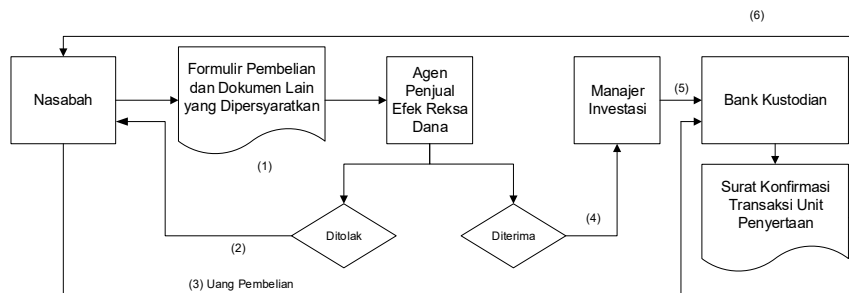 (6)
Nasabah
Formulir Pembelian
dan Dokumen Lain
yang Dipersyaratkan
(1)
Agen
Penjual
Efek Reksa
Dana
Manajer
Investasi
(5)
Bank Kustodian
Surat Konfirmasi
Transaksi Unit
Penyertaan
(2)
Ditolak
Diterima
(4)
(3) Uang Pembelian